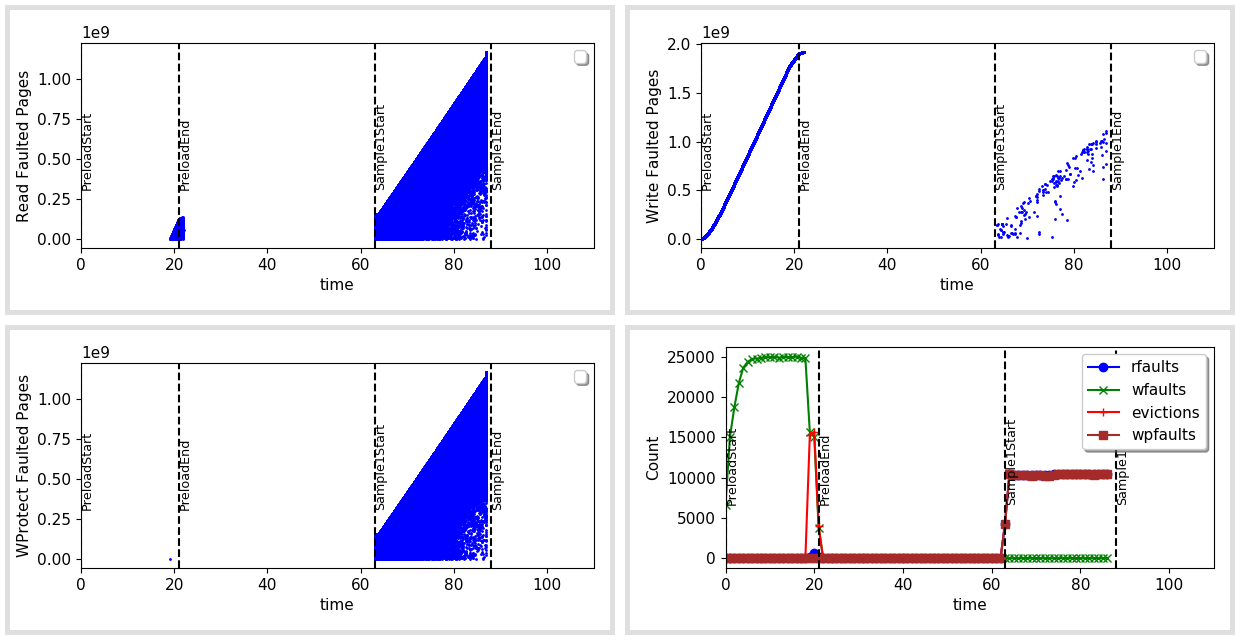 1e9
Read Faulted Pages
1.00
0.75
0.50
0.25
0.00
PreloadStart
PreloadEnd
Sample1Start
Sample1End
0 20 40 60 80 100
time
1e9
Write Faulted Pages
2.0
1.5
1.0
0.5
0.0
PreloadStart
PreloadEnd
Sample1Start
Sample1End
0 20 40 60 80 100
time
1e9
WProtect Faulted Pages
1.00
0.75
0.50
0.25
0.00
PreloadStart
PreloadEnd
Sample1Start
Sample1End
0 20 40 60 80 100
time
Count
25000
20000
15000
10000
5000
0
PreloadStart
PreloadEnd
Sample1Start
Sample1
rfaults
wfaults
evictions
wpfaults
0 20 40 60 80 100
time